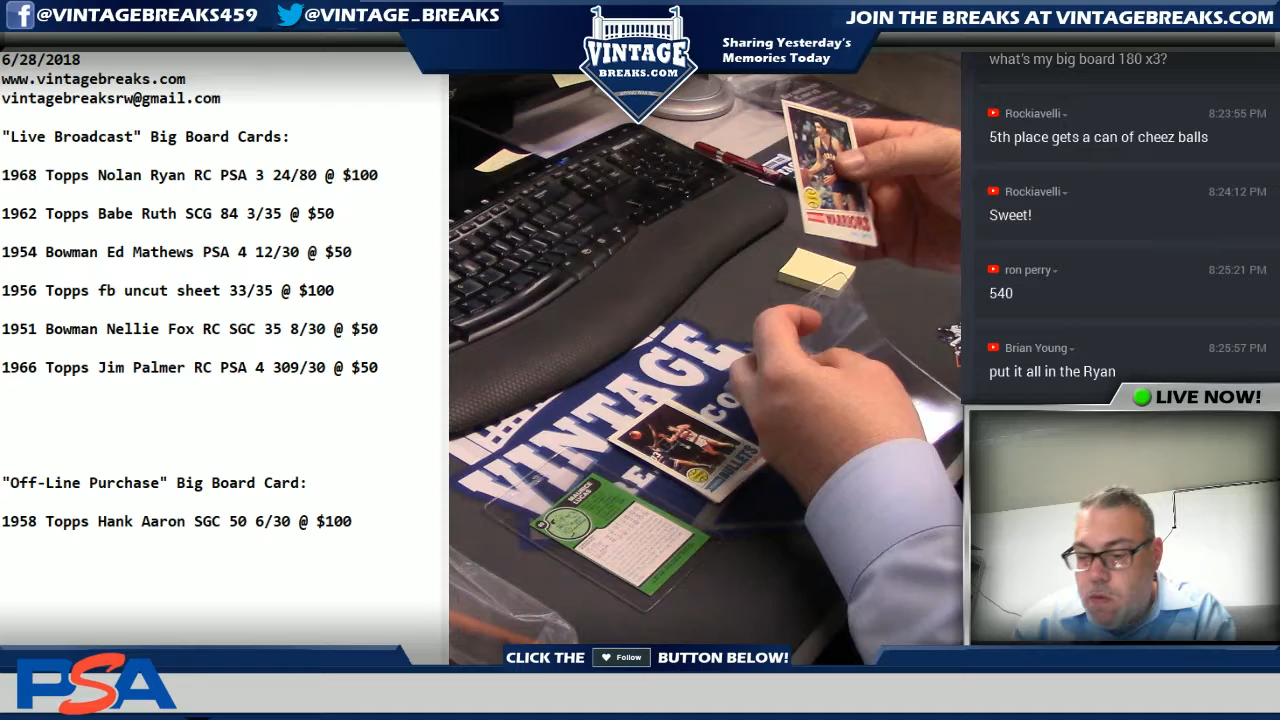 @VINTAGEBREAKS459
@VINTAGE_BREAKS
VINTAGE
BREAKS.COM
Sharing Yesterday's
Memories Today
JOIN THE BREAKS AT VINTAGEBREAKS.COM
6/28/2018
www.vintagebreaks.com
vintagebreaksrw@gmail.com
"Live Broadcast" Big Board Cards:
1968 Topps Nolan Ryan RC PSA 3 24/80 @ $100
1962 Topps Babe Ruth SCG 84 3/35 @ $50
1954 Bowman Ed Mathews PSA 4 12/30 @ $50
1956 Topps fb uncut sheet 33/35 @ $100
1951 Bowman Nellie Fox RC SGC 35 8/30 @ $50
1966 Topps Jim Palmer RC PSA 4 309/30 @ $50
"Off-Line Purchase" Big Board Card:
1958 Topps Hank Aaron SGC 50 6/30 @ $100
WARRIORS
VINTAGE
BULLETS
MAURICE
LUCAS
what's my big board 180 x3?
Rockiavelli 8:23:55 PM
5th place gets a can of cheez balls
Rockiavelli 8:24:12 PM
Sweet!
ron perry 8:25:21 PM
540
Brian Young 8:25:57 PM
put it all in the Ryan
LIVE NOW!
CLICK THE Follow BUTTON BELOW!
PSA